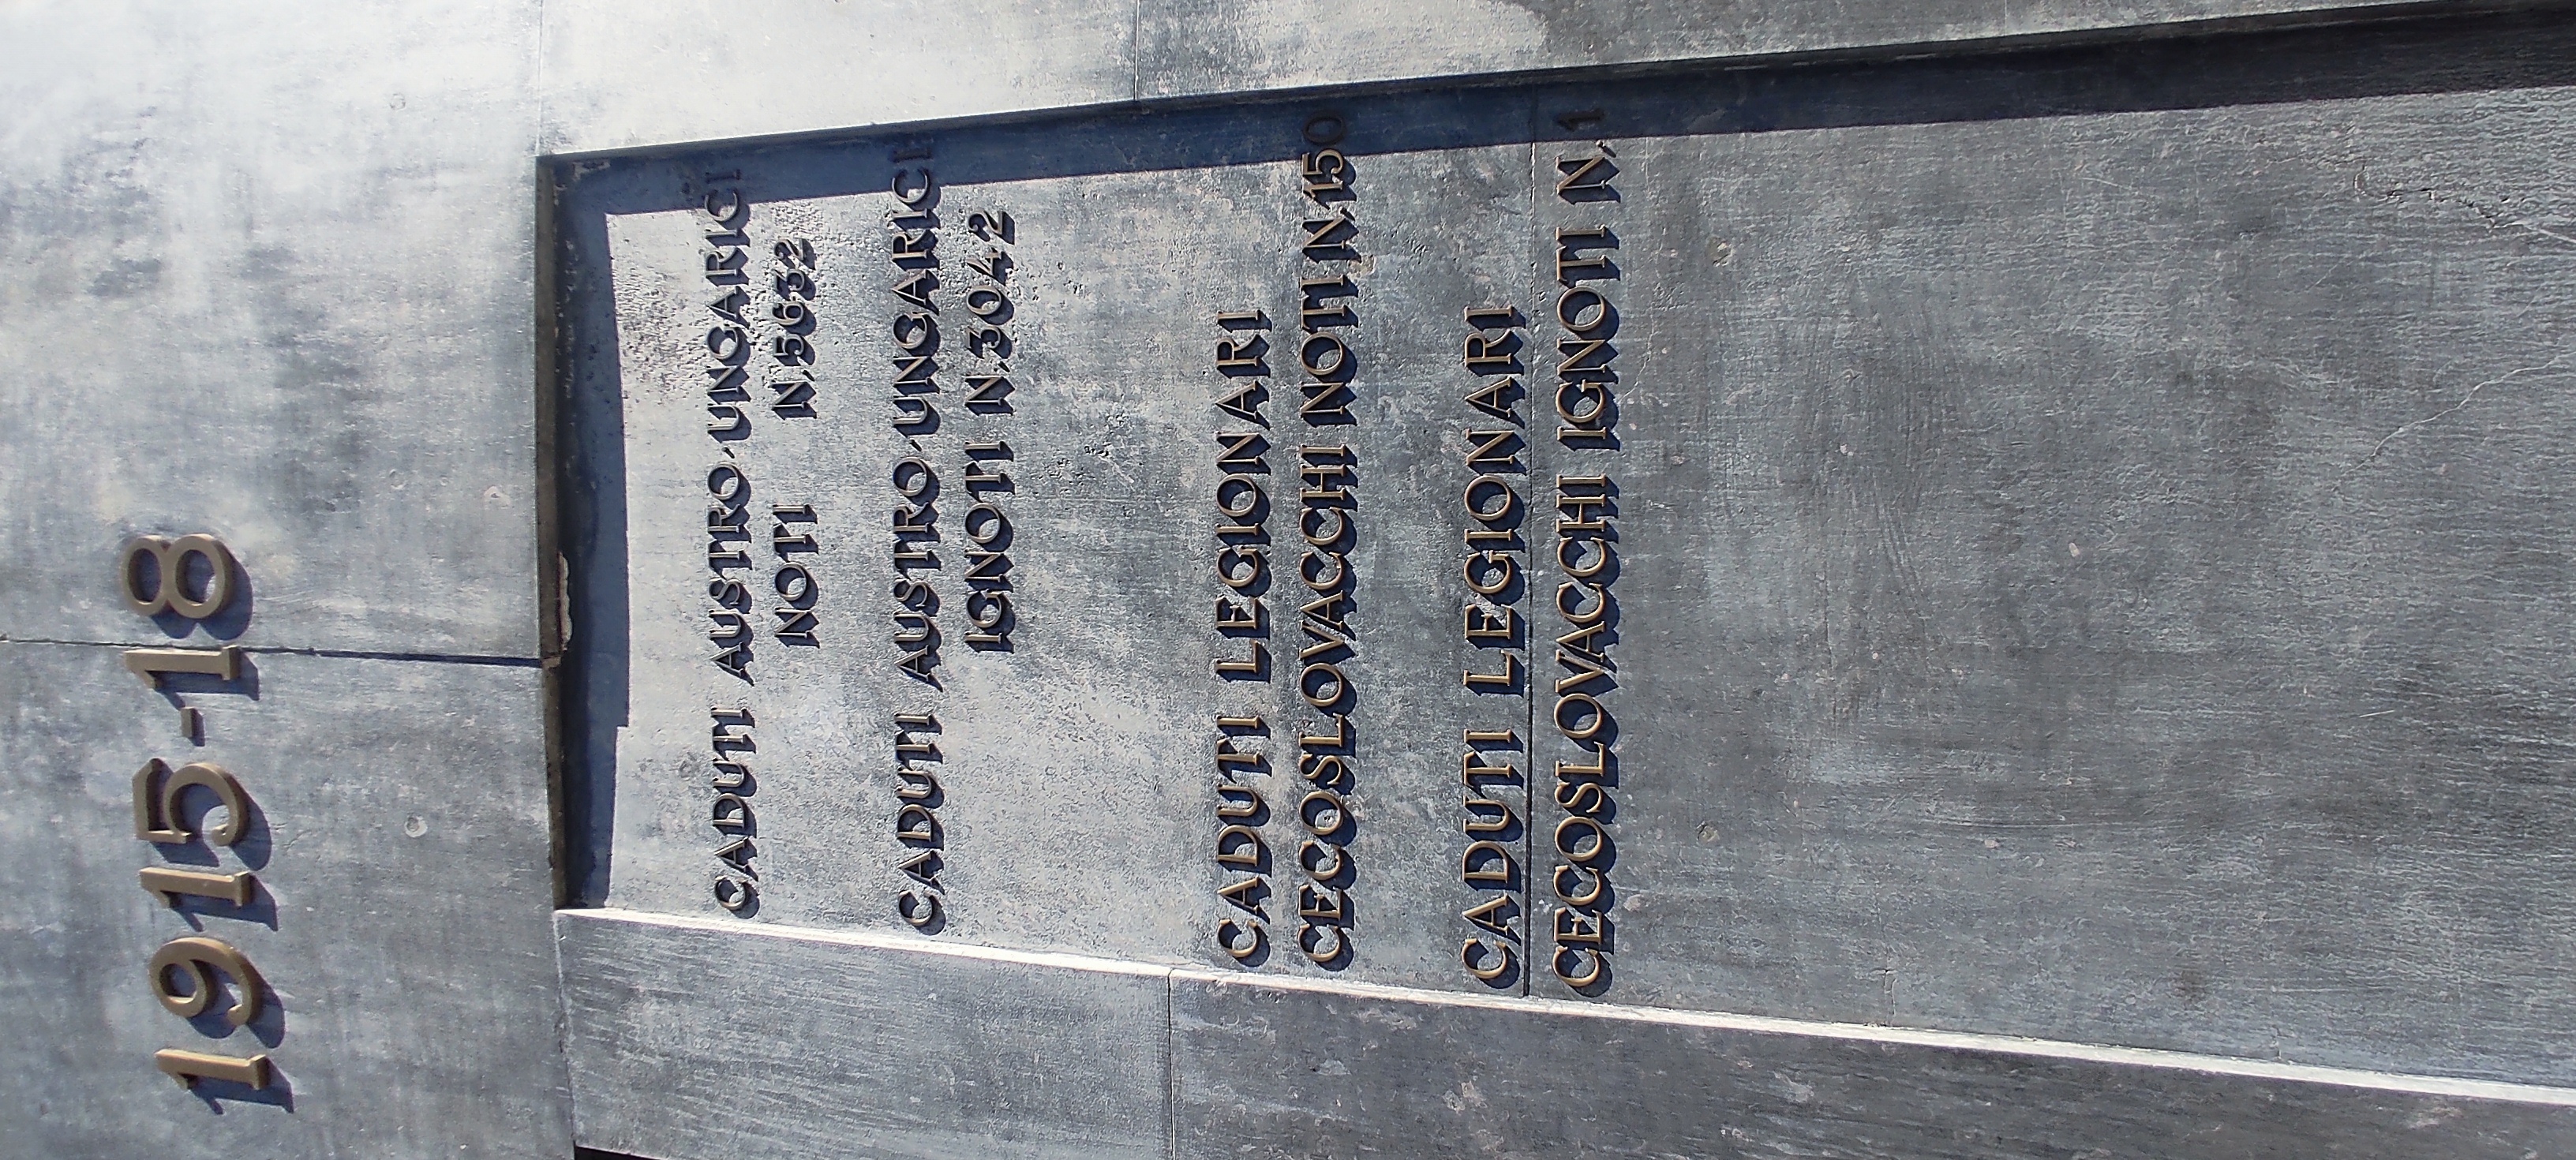 1915-18
CADUTI AUSTRO-UNGARICI
NOTI N.5632
CADUTI AUSTRO-UNGARICI
IGNOTI N.3042
CADUTI LEGIONARI
CECOSLOVACCHI NOTI N.150
CADUTI LEGIONARI
CECOSLOVACCHI IGNOTI N.1